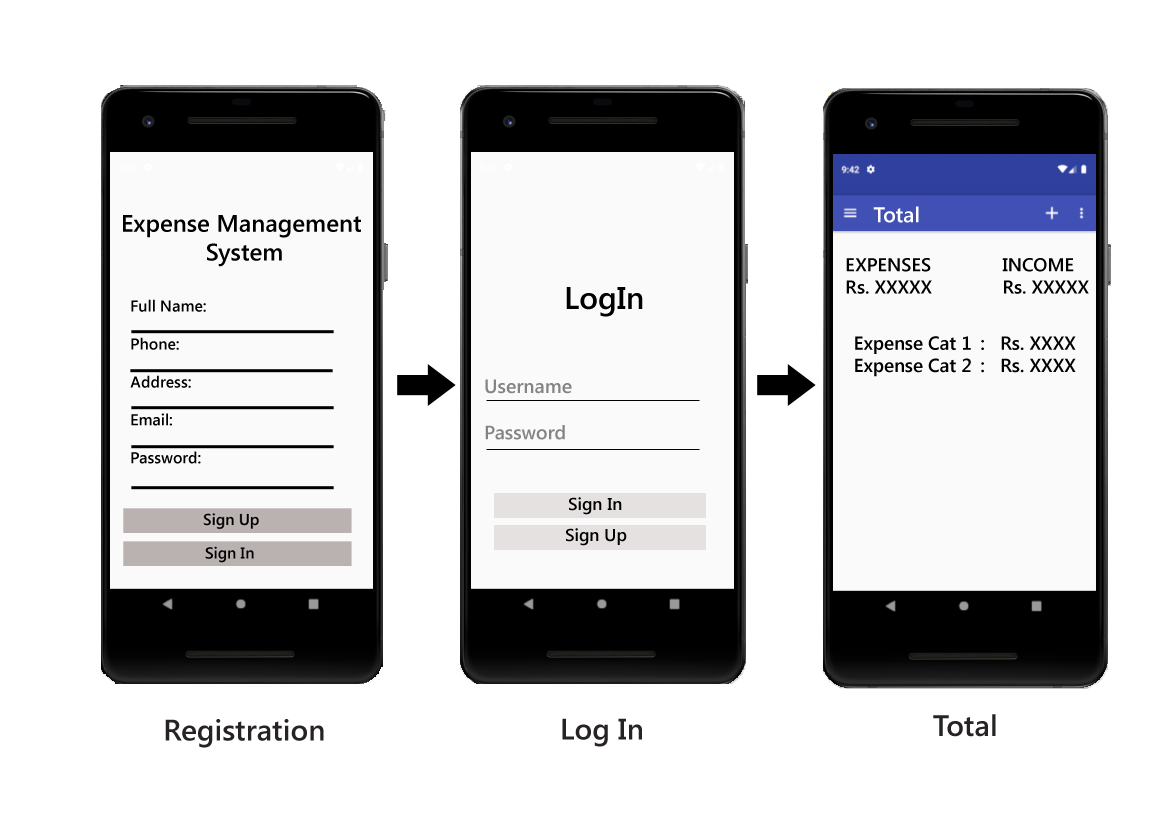 Expense Management
System
Full Name:
Phone:
Address:
Email:
Password:
Sign Up
Sign In
Registration
LogIn
Username
Password
Sign In
Sign Up
Log In
9:42
Total
EXPENSES INCOME
Rs. XXXXX Rs. XXXXX
Expense Cat 1 : Rs. XXXX
Expense Cat 2 : Rs. XXXX
Total